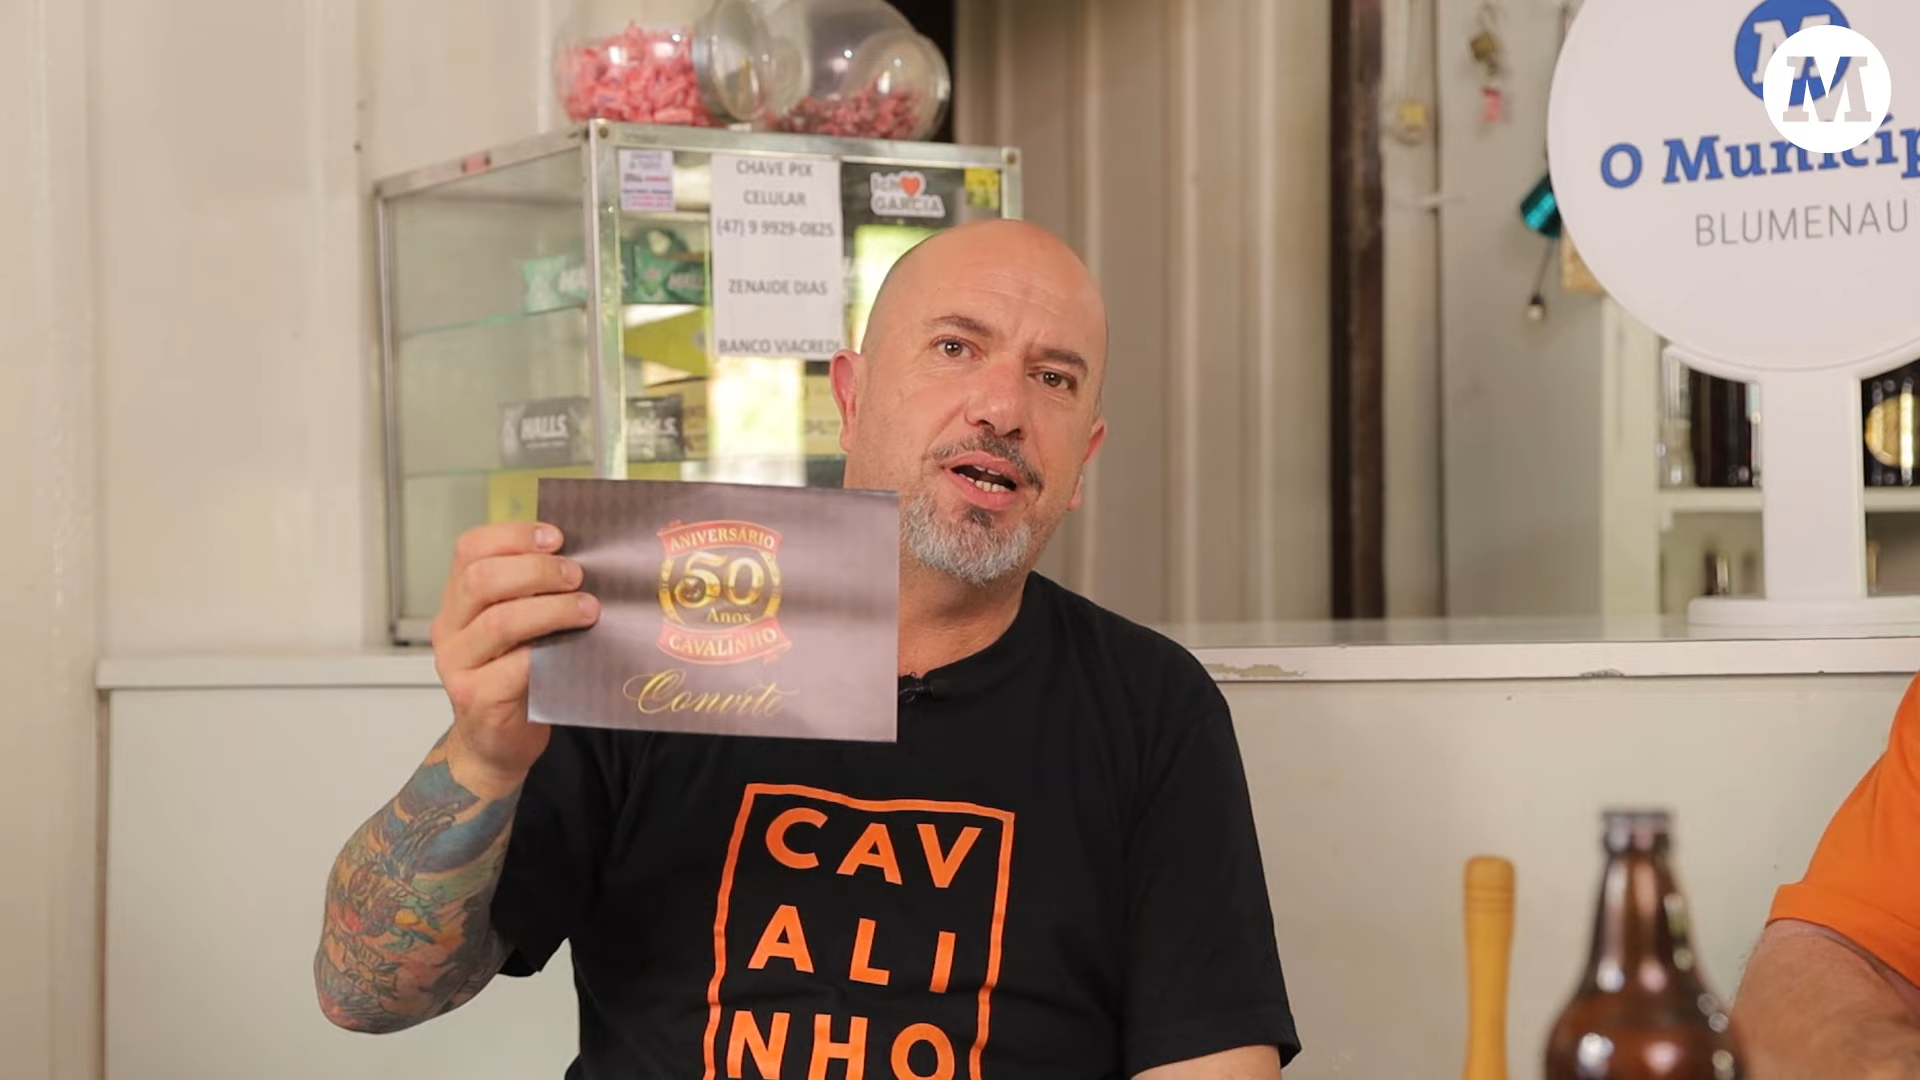 CHAVE PIX
CELULAR
(47) 9 9929-0825
ZENAIDE DIAS
BANCO VIACREDI
Ich
GARCIA
HALLS
M
O Municíp
BLUMENAU
ANIVERSÁRIO
50
Anos
CAVALINHO
Convite
CAV
ALI
NHO